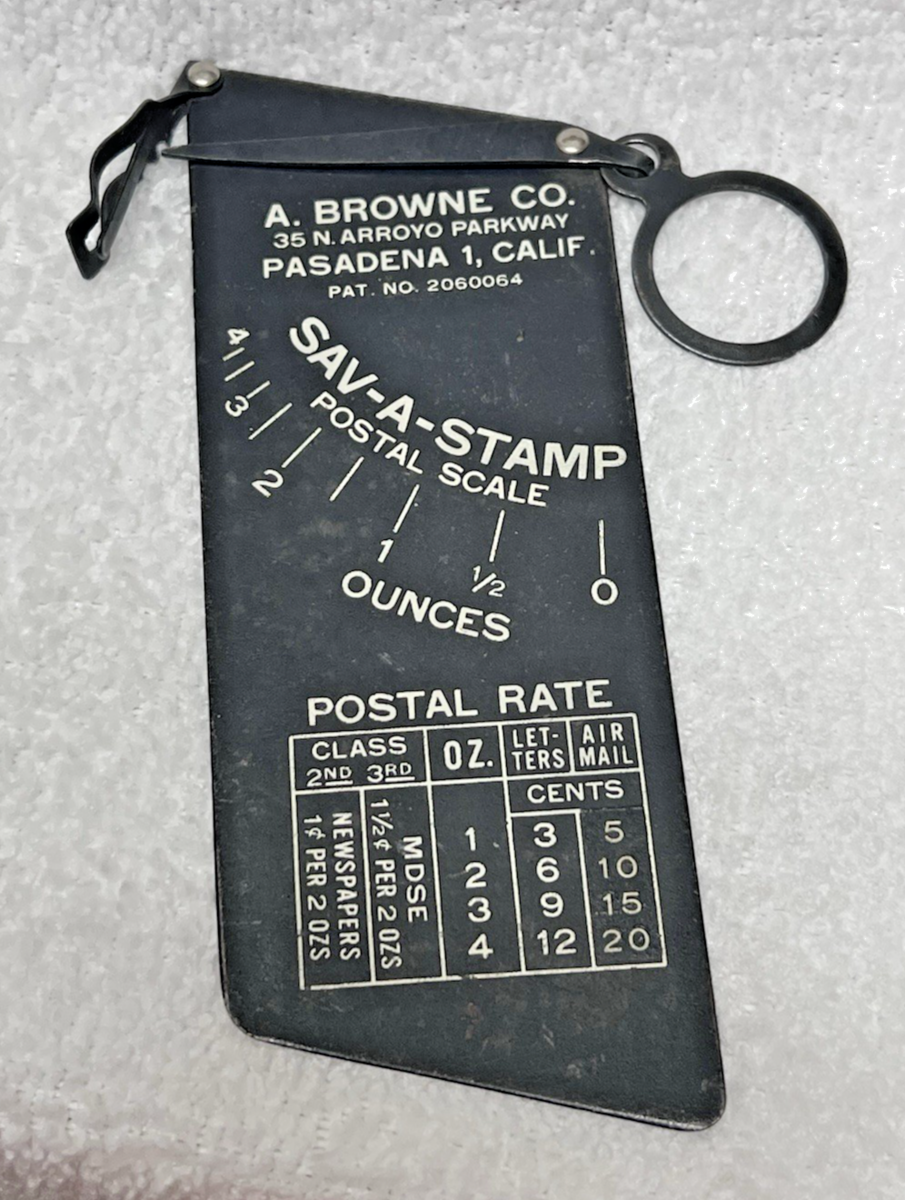 A. BROWNE CO.
35 N. ARROYO PARKWAY
PASADENA 1, CALIF.
PAT. NO. 2060064
SAV-A-STAMP
POSTAL SCALE
4
3
2
1
1/2
0
OUNCES
POSTAL RATE
CLASS
2ND 3RD
OZ.
LET-
TERS
AIR
MAIL
CENTS
NEWSPAPERS
1¢ PER 2 OZS
MDSE
1½¢ PER 2 OZS
1 3 5
2 6 10
3 9 15
4 12 20